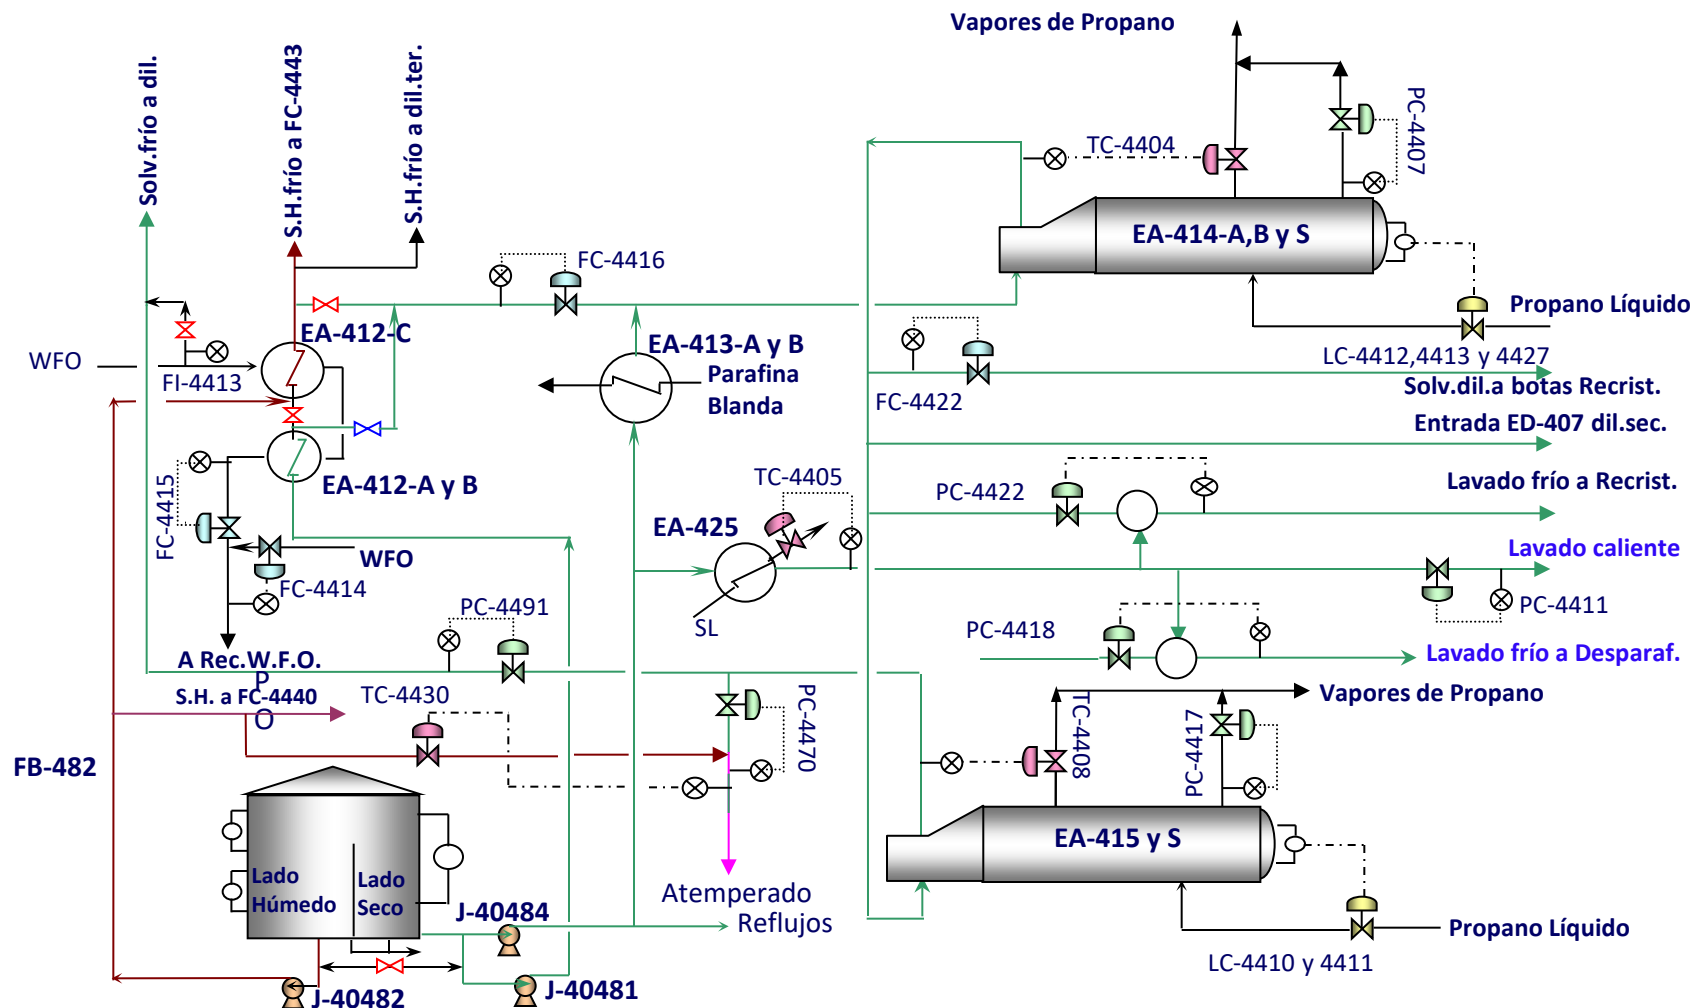 Vapores de Propano
Solv.frío a dil.
S.H.frío a FC-4443
S.H.frío a dil.ter.
TC-4404
PC-4407
EA-414-A,B y S
FC-4416
Propano Líquido
EA-412-C
EA-413-A y B
LC-4412,4413 y 4427
WFO
FI-4413
Parafina
Blanda
FC-4422
Solv.dil.a botas Recrist.
Entrada ED-407 dil.sec.
EA-412-A y B
TC-4405
PC-4422
Lavado frío a Recrist.
FC-4415
EA-425
WFO
Lavado caliente
FC-4414
PC-4491
SL
PC-4418
PC-4411
A Rec.W.F.O.
P
O
S.H. a FC-4440
Lavado frío a Desparaf.
TC-4430
PC-4470
TC-4408
PC-4417
Vapores de Propano
FB-482
EA-415 y S
Lado
Húmedo
Lado
Seco
Atemperado
Reflujos
J-40484
Propano Líquido
LC-4410 y 4411
J-40482
J-40481